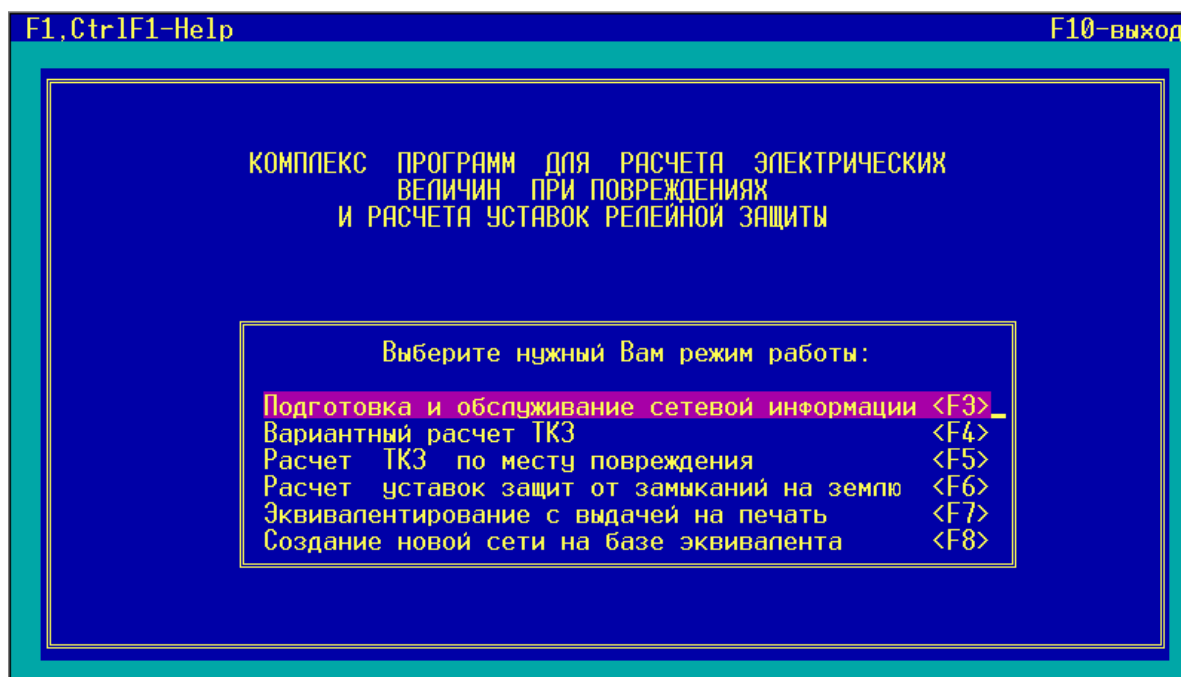 F1,CtrlF1-Help F10-выход
КОМПЛЕКС ПРОГРАММ ДЛЯ РАСЧЕТА ЭЛЕКТРИЧЕСКИХ
ВЕЛИЧИН ПРИ ПОВРЕЖДЕНИЯХ
И РАСЧЕТА УСТАВОК РЕЛЕЙНОЙ ЗАЩИТЫ
Выберите нужный Вам режим работы:
Подготовка и обслуживание сетевой информации <F3>_
Вариантный расчет ТКЗ <F4>
Расчет ТКЗ по месту повреждения <F5>
Расчет уставок защит от замыканий на землю <F6>
Эквивалентирование с выдачей на печать <F7>
Создание новой сети на базе эквивалента <F8>